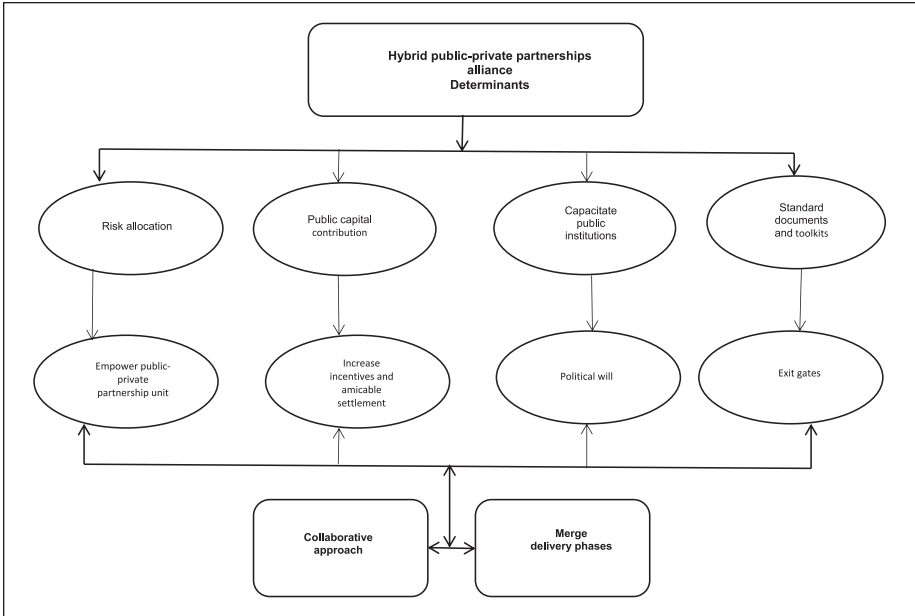 Hybrid public-private partnerships
alliance
Determinants
Risk allocation
Public capital
contribution
Capacitate
public
institutions
Standard
documents
and toolkits
Empower public-
private
partnership unit
Increase
incentives and
amicable
settlement
Political will
Exit gates
Collaborative
approach
Merge
delivery phases